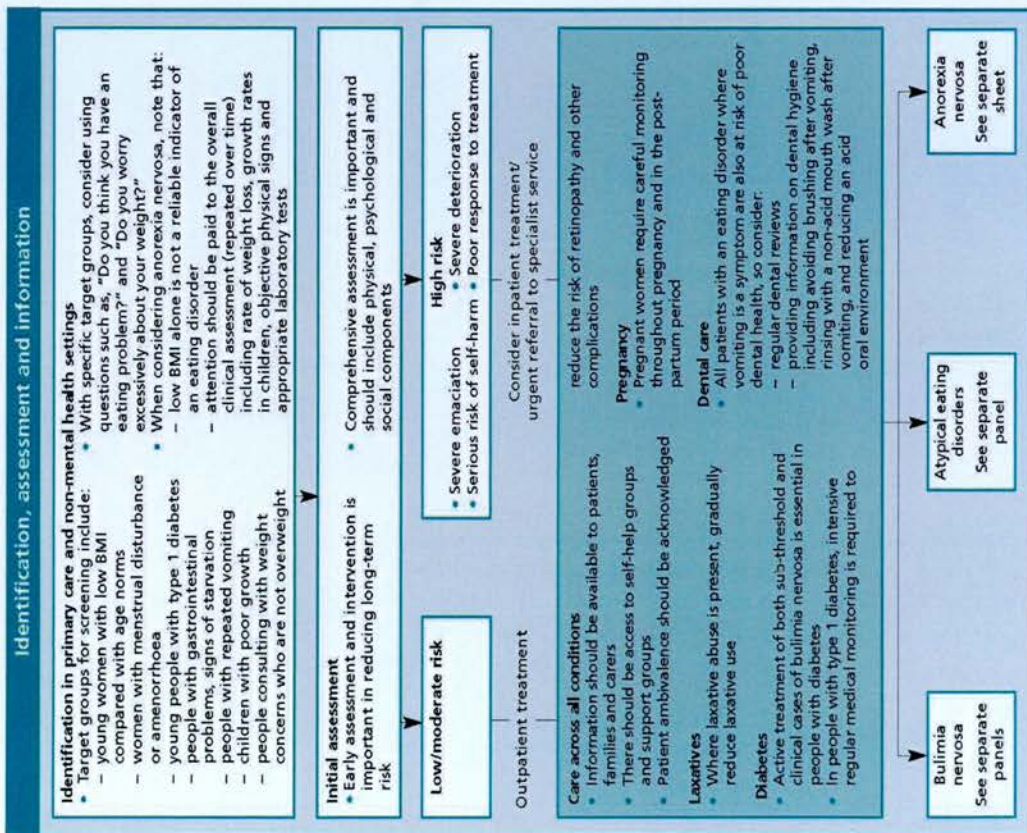 Identification, assessment and information
Identification in primary care and non-mental health settings
• Target groups for screening include:
– young women with low BMI
compared with age norms
– women with menstrual disturbance
or amenorrhoea
– young people with type 1 diabetes
– people with gastrointestinal
problems, signs of starvation
– people with repeated vomiting
– children with poor growth
– people consulting with weight
concerns who are not overweight
• With specific target groups, consider using
questions such as, "Do you think you have an
eating problem?" and "Do you worry
excessively about your weight?"
• When considering anorexia nervosa, note that:
– low BMI alone is not a reliable indicator of
an eating disorder
– attention should be paid to the overall
clinical assessment (repeated over time)
including rate of weight loss, growth rates
in children, objective physical signs and
appropriate laboratory tests
Initial assessment
• Early assessment and intervention is
important in reducing long-term
risk
• Comprehensive assessment is important and
should include physical, psychological and
social components
Low/moderate risk
High risk
• Severe emaciation
• Serious risk of self-harm
• Severe deterioration
• Poor response to treatment
Outpatient treatment
Consider inpatient treatment/
urgent referral to specialist service
Care across all conditions
• Information should be available to patients,
families and carers
• There should be access to self-help groups
and support groups
• Patient ambivalence should be acknowledged
Laxatives
• Where laxative abuse is present, gradually
reduce laxative use
Diabetes
• Active treatment of both sub-threshold and
clinical cases of bulimia nervosa is essential in
people with diabetes
• In people with type 1 diabetes, intensive
regular medical monitoring is required to
reduce the risk of retinopathy and other
complications
Pregnancy
• Pregnant women require careful monitoring
throughout pregnancy and in the post-
partum period
Dental care
• All patients with an eating disorder where
vomiting is a symptom are also at risk of poor
dental health, so consider:
– regular dental reviews
– providing information on dental hygiene
including avoiding brushing after vomiting,
rinsing with a non-acid mouth wash after
vomiting, and reducing an acid
oral environment
Bulimia
nervosa
See separate
panels
Atypical eating
disorders
See separate
panel
Anorexia
nervosa
See separate
sheet